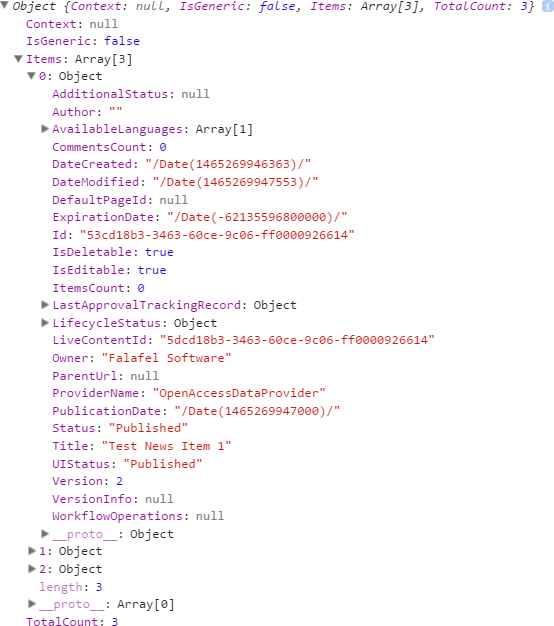 Object {Context: null, IsGeneric: false, Items: Array[3], TotalCount: 3} i
Context: null
IsGeneric: false
Items: Array[3]
0: Object
AdditionalStatus: null
Author: ""
AvailableLanguages: Array[1]
CommentsCount: 0
DateCreated: "/Date(1465269946363)/"
DateModified: "/Date(1465269947553)/"
DefaultPageId: null
ExpirationDate: "/Date(-62135596800000)/"
Id: "53cd18b3-3463-60ce-9c06-ff0000926614"
IsDeletable: true
IsEditable: true
ItemsCount: 0
LastApprovalTrackingRecord: Object
LifecycleStatus: Object
LiveContentId: "5dcd18b3-3463-60ce-9c06-ff0000926614"
Owner: "Falafel Software"
ParentUrl: null
ProviderName: "OpenAccessDataProvider"
PublicationDate: "/Date(1465269947000)/"
Status: "Published"
Title: "Test News Item 1"
UIStatus: "Published"
Version: 2
VersionInfo: null
WorkflowOperations: null
__proto__: Object
1: Object
2: Object
length: 3
__proto__: Array[0]
TotalCount: 3